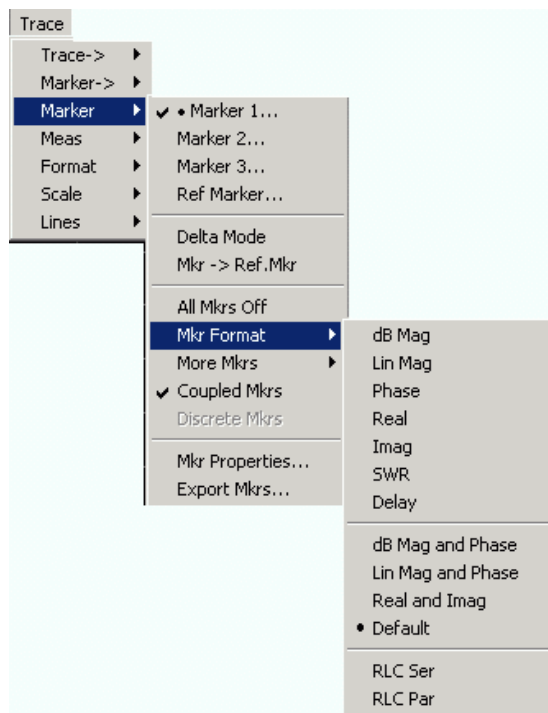 Trace
Trace->
Marker->
Marker
Meas
Format
Scale
Lines
Marker 1...
Marker 2...
Marker 3...
Ref Marker...
Delta Mode
Mkr -> Ref.Mkr
All Mkrs Off
Mkr Format
More Mkrs
Coupled Mkrs
Discrete Mkrs
Mkr Properties...
Export Mkrs...
dB Mag
Lin Mag
Phase
Real
Imag
SWR
Delay
dB Mag and Phase
Lin Mag and Phase
Real and Imag
Default
RLC Ser
RLC Par